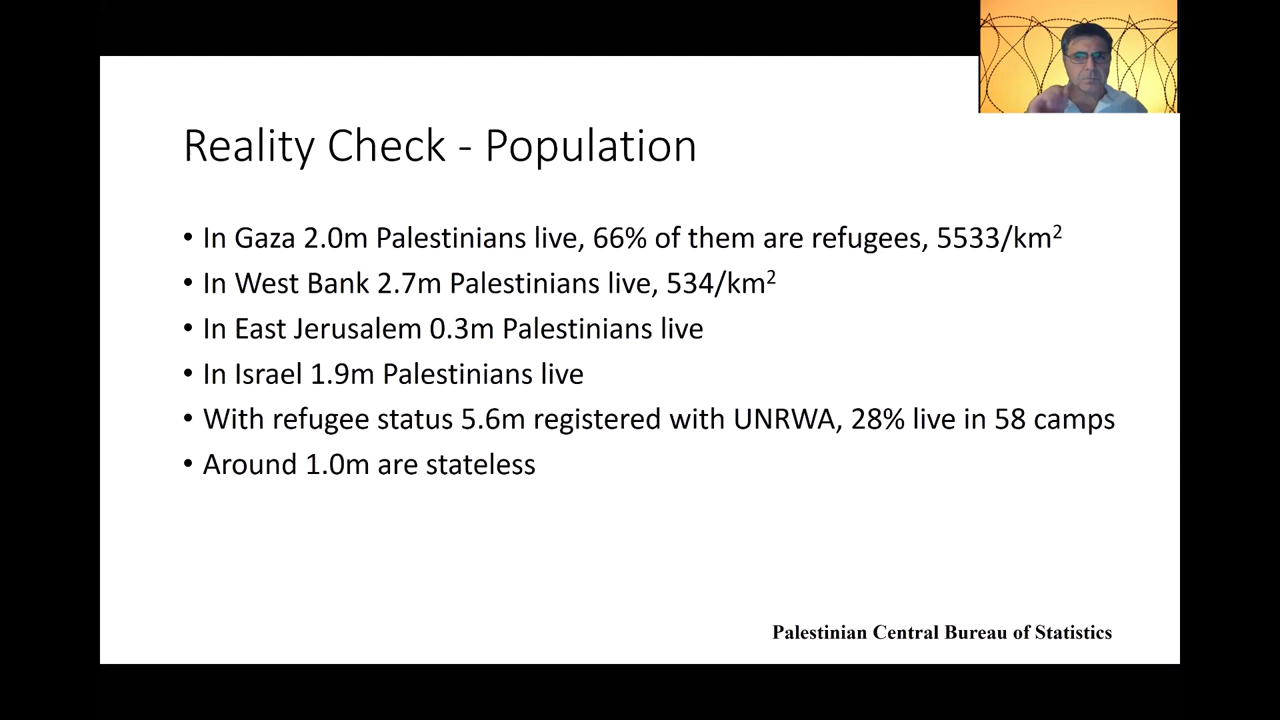 Reality Check - Population
• In Gaza 2.0m Palestinians live, 66% of them are refugees, 5533/km²
• In West Bank 2.7m Palestinians live, 534/km²
• In East Jerusalem 0.3m Palestinians live
• In Israel 1.9m Palestinians live
• With refugee status 5.6m registered with UNRWA, 28% live in 58 camps
• Around 1.0m are stateless
Palestinian Central Bureau of Statistics